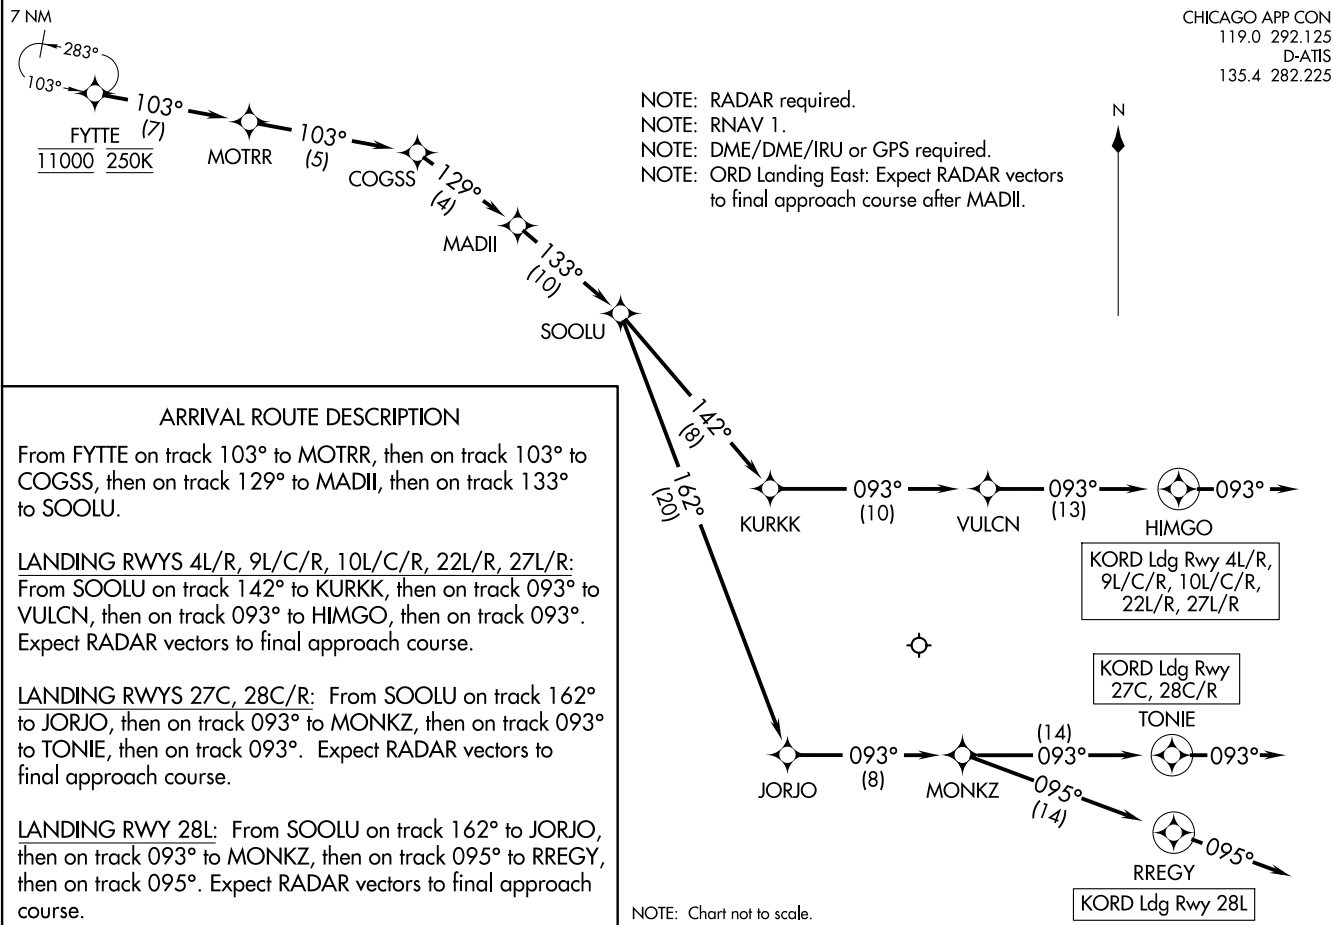 7 NM
283°
103°
FYTTE
11000 250K
103°
(7)
MOTRR
103°
(5)
COGSS
129°
(4)
MADII
133°
(10)
SOOLU
CHICAGO APP CON
119.0 292.125
D-ATIS
135.4 282.225
NOTE: RADAR required.
NOTE: RNAV 1.
NOTE: DME/DME/IRU or GPS required.
NOTE: ORD Landing East: Expect RADAR vectors
to final approach course after MADII.
N
142°
(8)
162°
(20)
KURKK
093°
(10)
VULCN
093°
(13)
HIMGO
093°
KORD Ldg Rwy 4L/R,
9L/C/R, 10L/C/R,
22L/R, 27L/R
KORD Ldg Rwy
27C, 28C/R
TONIE
JORJO
093°
(8)
MONKZ
(14)
093°
093°
095°
(14)
RREGY
095°
KORD Ldg Rwy 28L
ARRIVAL ROUTE DESCRIPTION
From FYTTE on track 103° to MOTRR, then on track 103° to
COGSS, then on track 129° to MADII, then on track 133°
to SOOLU.
LANDING RWYS 4L/R, 9L/C/R, 10L/C/R, 22L/R, 27L/R:
From SOOLU on track 142° to KURKK, then on track 093° to
VULCN, then on track 093° to HIMGO, then on track 093°.
Expect RADAR vectors to final approach course.
LANDING RWYS 27C, 28C/R: From SOOLU on track 162°
to JORJO, then on track 093° to MONKZ, then on track 093°
to TONIE, then on track 093°. Expect RADAR vectors to
final approach course.
LANDING RWY 28L: From SOOLU on track 162° to JORJO,
then on track 093° to MONKZ, then on track 095° to RREGY,
then on track 095°. Expect RADAR vectors to final approach
course.
NOTE: Chart not to scale.